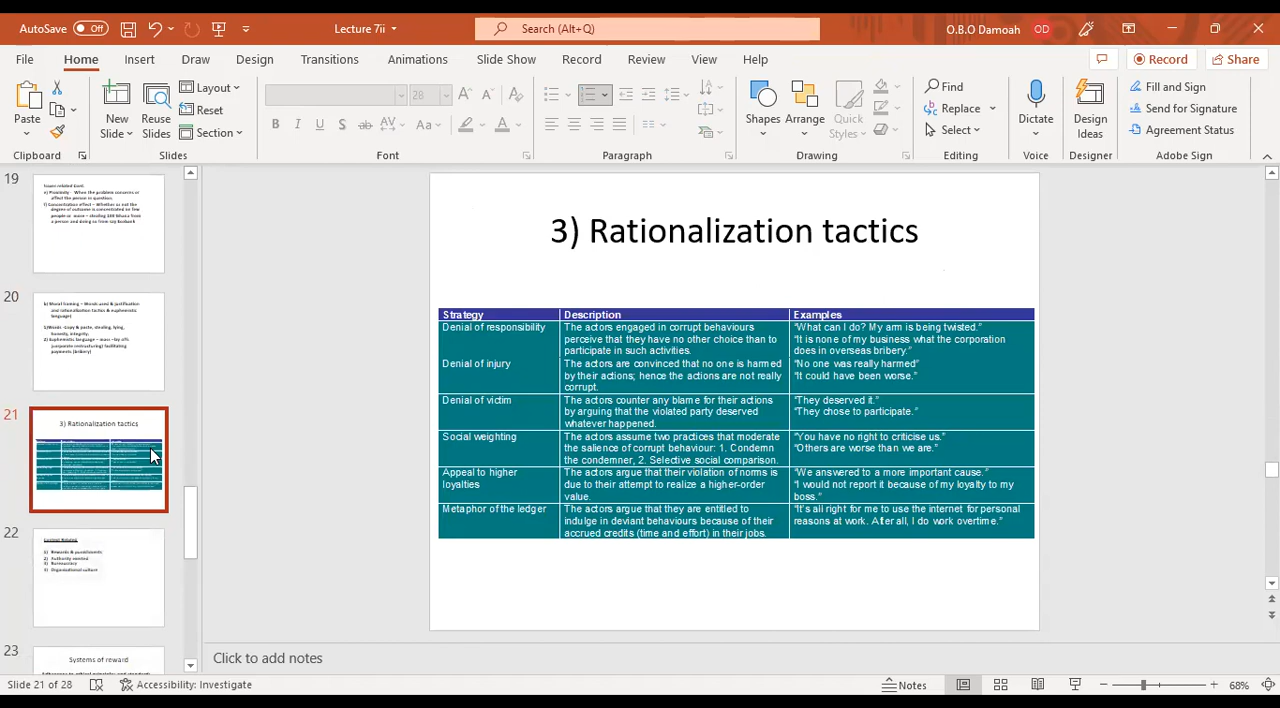 AutoSave Off Lecture 7ii Search (Alt+Q) O.B.O Damoah OD
File Home Insert Draw Design Transitions Animations Slide Show Record Review View Help Record Share
Paste New Slide Reuse Slides Layout Reset Section 28 Shapes Arrange Quick Styles Find Replace Select Dictate Design Ideas Fill and Sign Send for Signature Agreement Status
Clipboard Slides Font Paragraph Drawing Editing Voice Designer Adobe Sign
19
Issues related Cont.
20
21
3) Rationalization tactics
22
1) Rewards & punishments
2) Authority
3) Bureaucracy
Organisational culture
23
Systems of reward
3) Rationalization tactics
Strategy Description Examples
Denial of responsibility The actors engaged in corrupt behaviours "What can I do? My arm is being twisted."
perceive that they have no other choice than to "It is none of my business what the corporation
participate in such activities. does in overseas bribery."
Denial of injury The actors are convinced that no one is harmed "No one was really harmed"
by their actions; hence the actions are not really "It could have been worse."
corrupt.
Denial of victim The actors counter any blame for their actions "They deserved it."
by arguing that the violated party deserved "They chose to participate."
whatever happened.
Social weighting The actors assume two practices that moderate "You have no right to criticise us."
the salience of corrupt behaviour: 1. Condemn "Others are worse than we are."
the condemner, 2. Selective social comparison.
Appeal to higher The actors argue that their violation of norms is "We answered to a more important cause."
loyalties due to their attempt to realize a higher-order "I would not report it because of my loyalty to my
value. boss."
Metaphor of the ledger The actors argue that they are entitled to "It's all right for me to use the internet for personal
indulge in deviant behaviours because of their reasons at work. After all, I do work overtime."
accrued credits (time and effort) in their jobs.
Click to add notes
Slide 21 of 28 Accessibility: Investigate Notes 68%